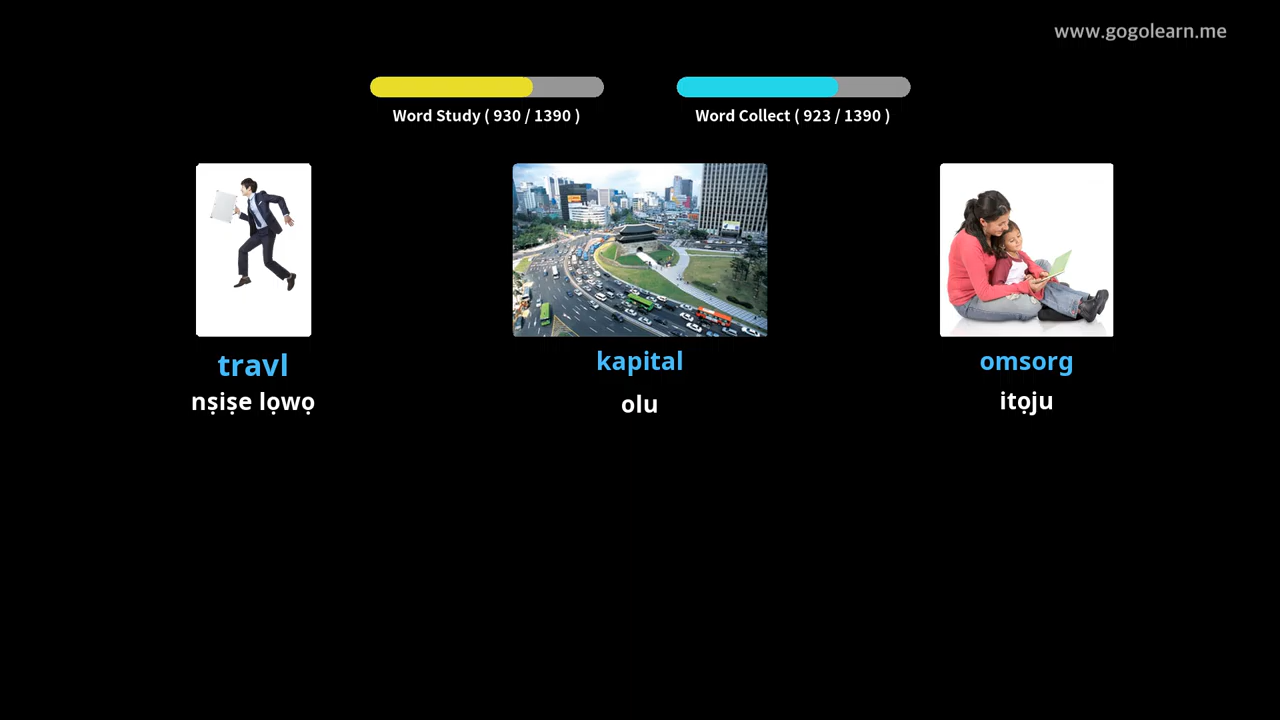 www.gogolearn.me
Word Study ( 930 / 1390 )
Word Collect ( 923 / 1390 )
travl
kapital
omsorg
nṣiṣe lọwọ
olu
itọju